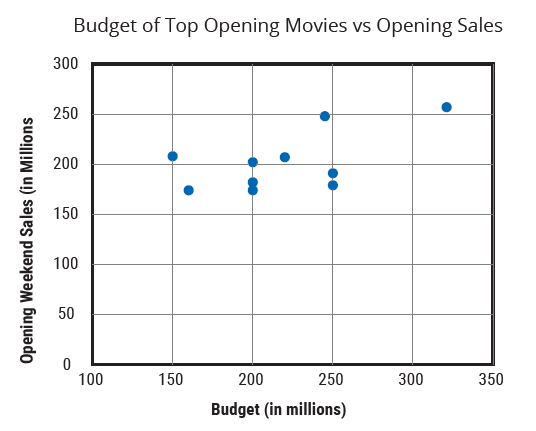 Budget of Top Opening Movies vs Opening Sales
300
250
200
150
100
50
0
Opening Weekend Sales (in Millions
100 150 200 250 300 350
Budget (in millions)